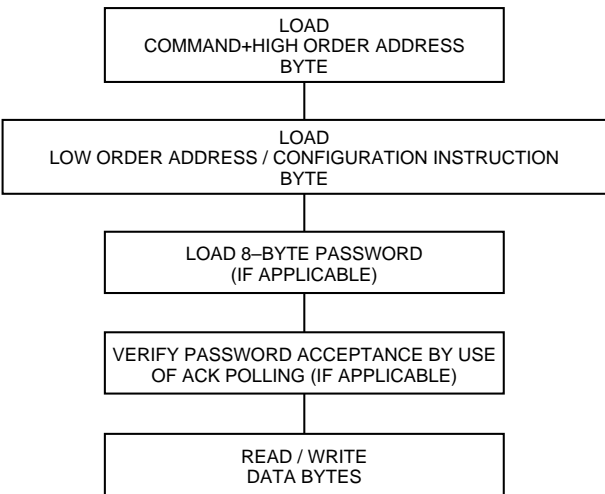 LOAD
COMMAND+HIGH ORDER ADDRESS
BYTE
LOAD
LOW ORDER ADDRESS / CONFIGURATION INSTRUCTION
BYTE
LOAD 8–BYTE PASSWORD
(IF APPLICABLE)
VERIFY PASSWORD ACCEPTANCE BY USE
OF ACK POLLING (IF APPLICABLE)
READ / WRITE
DATA BYTES